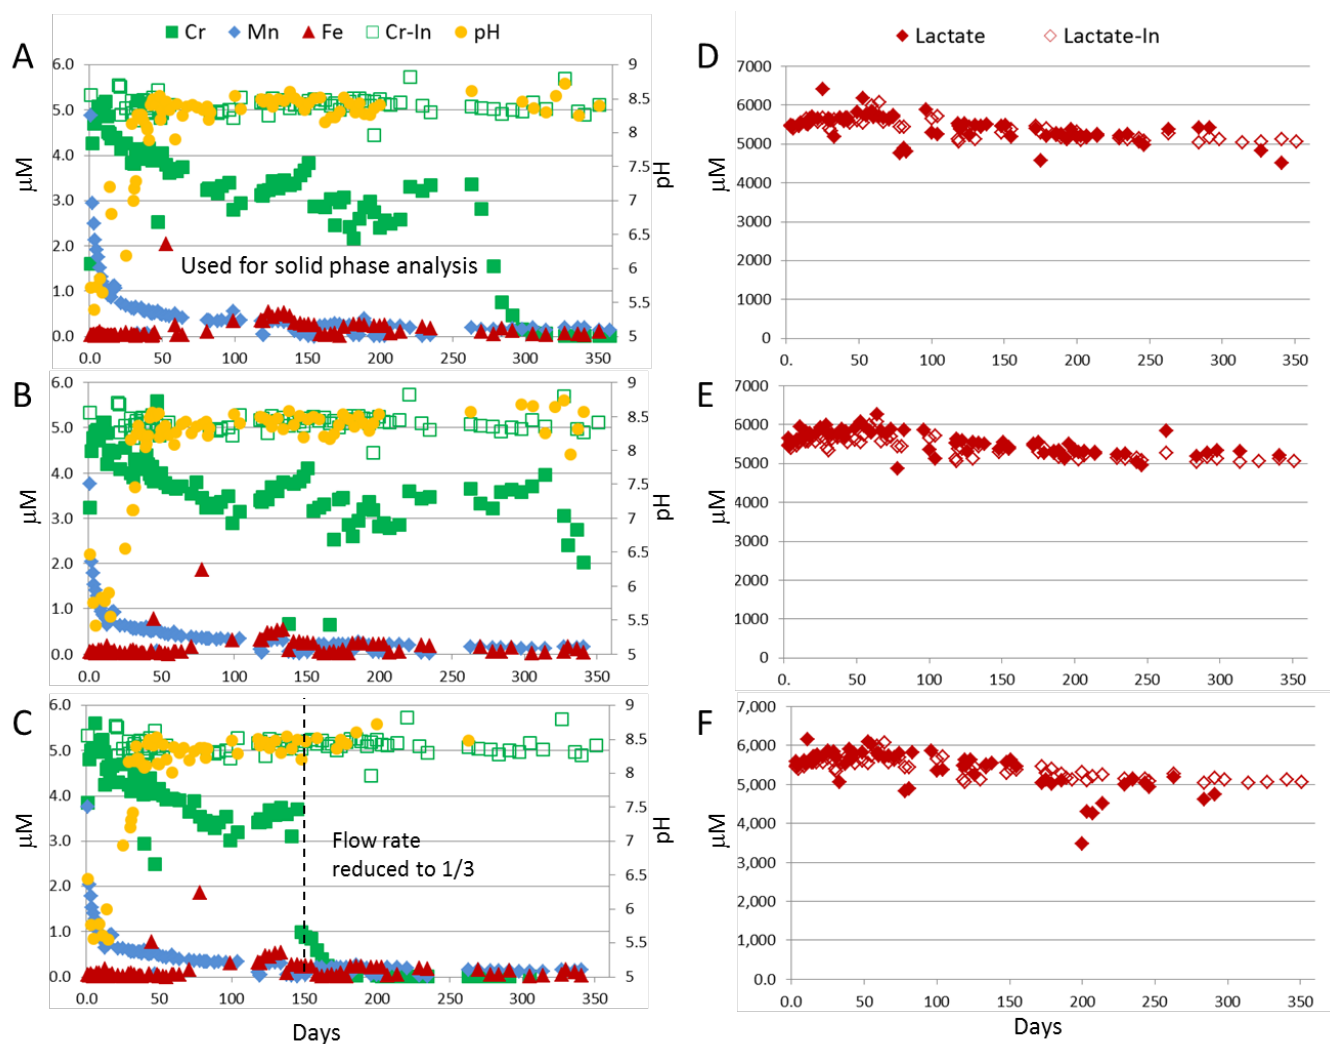 Cr Mn Fe Cr-In pH
A
6.0 5.0 4.0 3.0 2.0 1.0 0.0
μM
9 8.5 8 7.5 7 6.5 6 5.5 5
pH
Used for solid phase analysis
0.0 50 100 150 200 250 300 350
B
6.0 5.0 4.0 3.0 2.0 1.0 0.0
μM
9 8.5 8 7.5 7 6.5 6 5.5 5
pH
0.0 50 100 150 200 250 300 350
C
6.0 5.0 4.0 3.0 2.0 1.0 0.0
μM
9 8.5 8 7.5 7 6.5 6 5.5 5
pH
Flow rate
reduced to 1/3
0.0 50 100 150 200 250 300 350
Days
Lactate Lactate-In
D
7000 6000 5000 4000 3000 2000 1000 0
μM
0. 50 100 150 200 250 300 350
E
7000 6000 5000 4000 3000 2000 1000 0
μM
0. 50 100 150 200 250 300 350
F
7,000 6,000 5,000 4,000 3,000 2,000 1,000 0.0
μM
0.0 50 100 150 200 250 300 350
Days